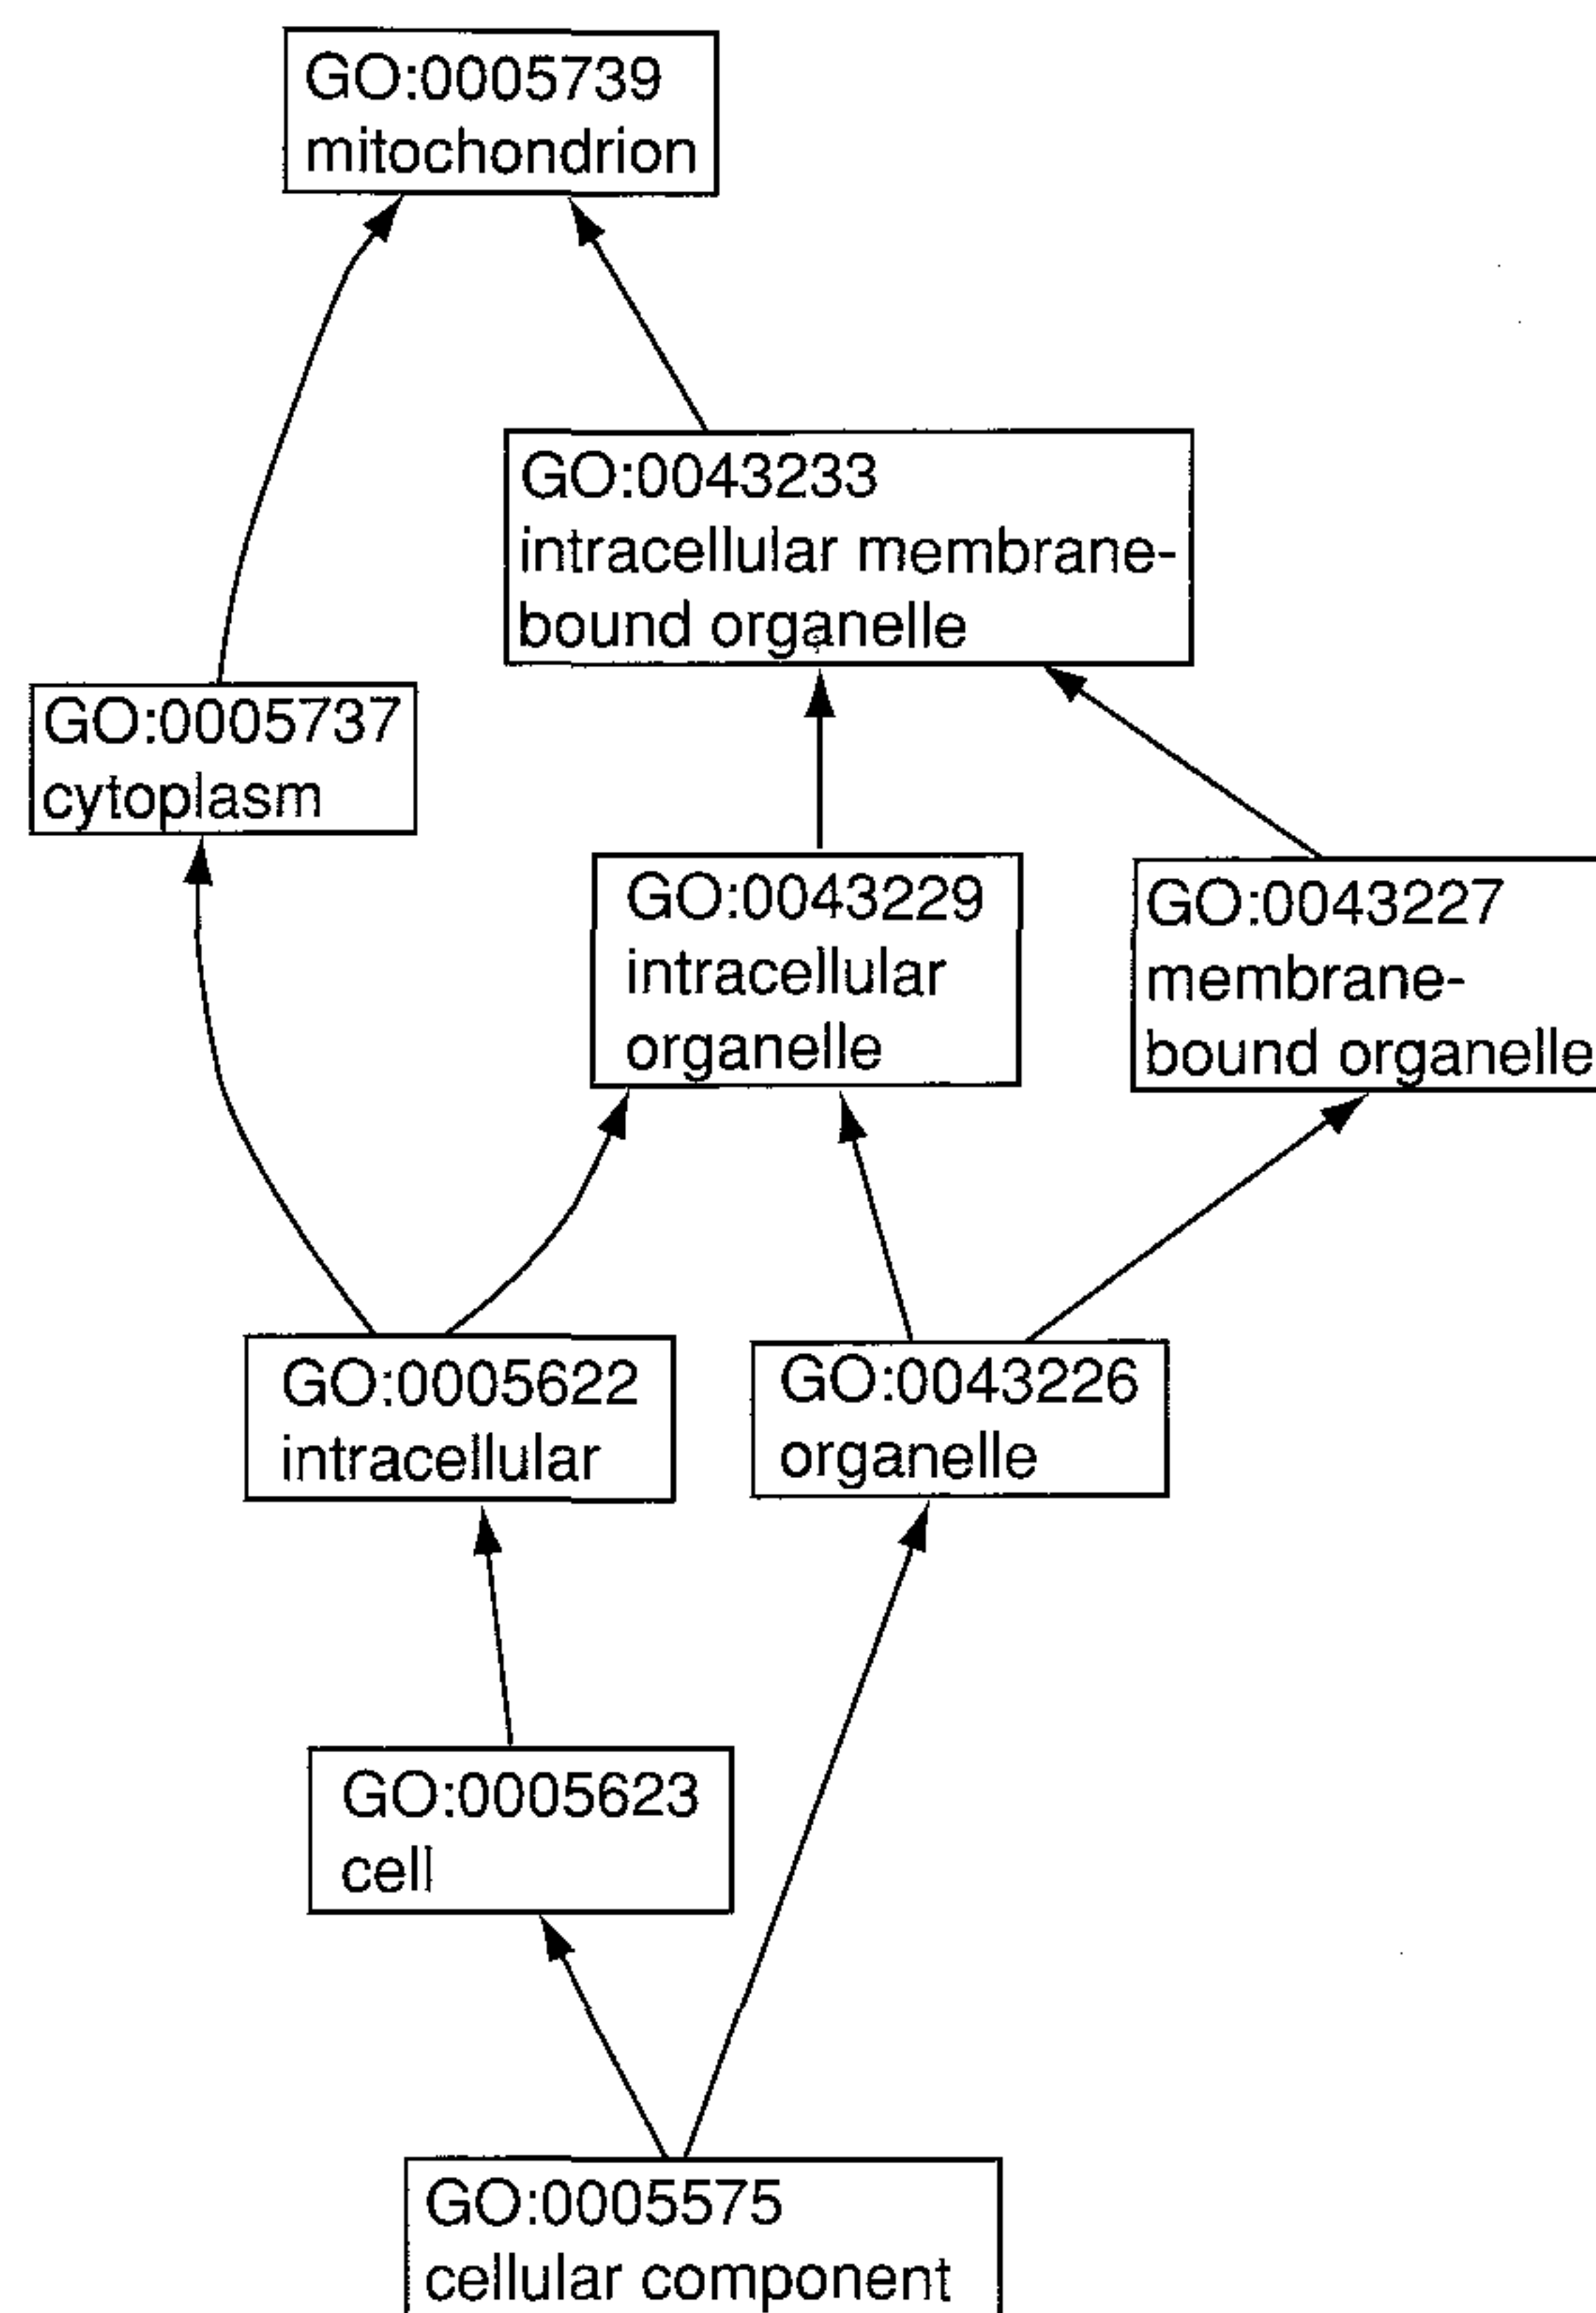 GO:0005739
mitochondrion
GO:0043233
intracellular membrane-
bound organelle
GO:0005737
cytoplasm
GO:0043229
intracellular
organelle
GO:0043227
membrane-
bound organelle
GO:0005622
intracellular
GO:0043226
organelle
GO:0005623
cell
GO:0005575
cellular component